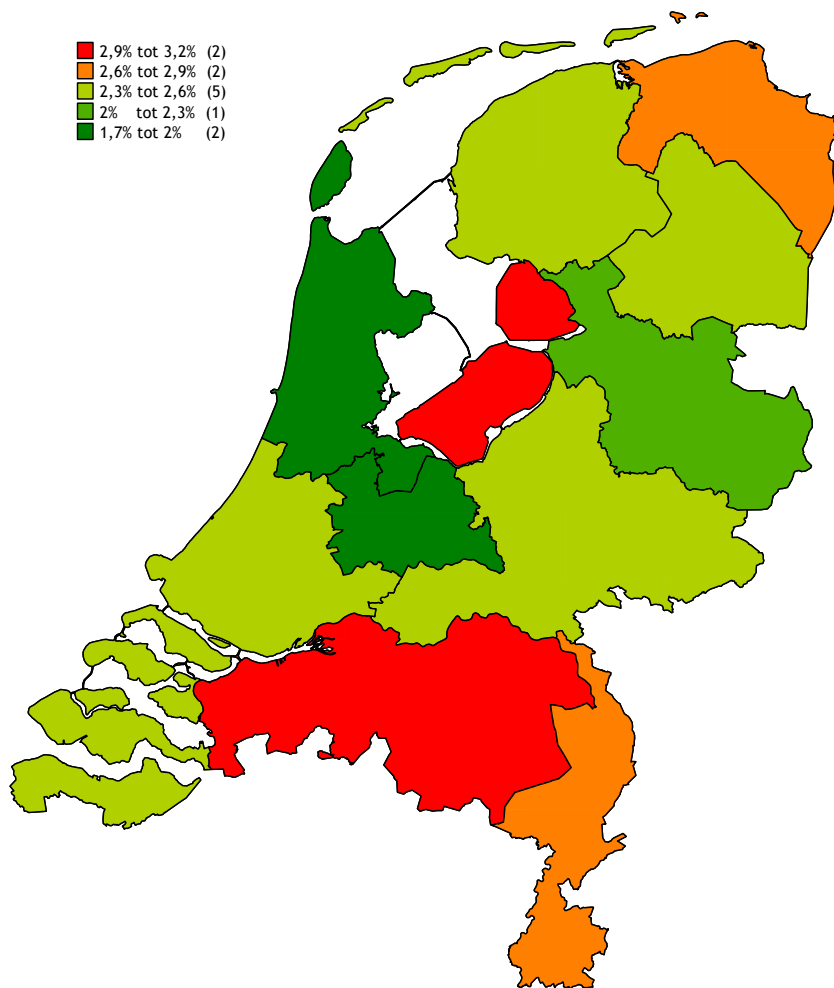 2,9% tot 3,2% (2)
2,6% tot 2,9% (2)
2,3% tot 2,6% (5)
2% tot 2,3% (1)
1,7% tot 2% (2)